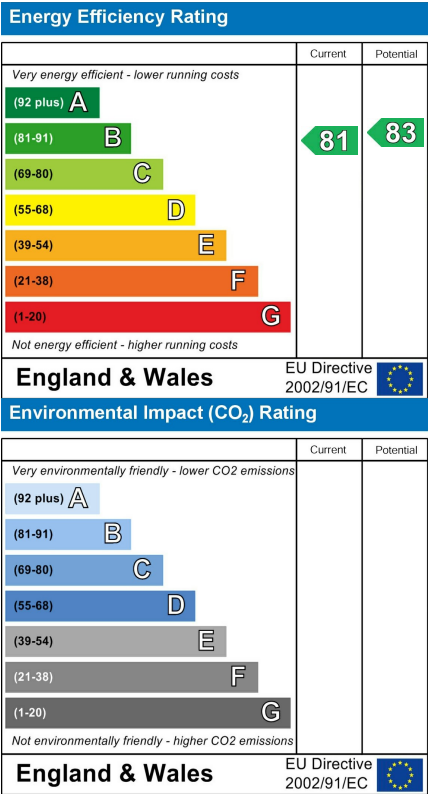 Energy Efficiency Rating
Current Potential
Very energy efficient - lower running costs
(92 plus) A
(81-91) B
81 83
(69-80) C
(55-68) D
(39-54) E
(21-38) F
(1-20) G
Not energy efficient - higher running costs
England & Wales
EU Directive
2002/91/EC
Environmental Impact (CO₂) Rating
Current Potential
Very environmentally friendly - lower CO2 emissions
(92 plus) A
(81-91) B
(69-80) C
(55-68) D
(39-54) E
(21-38) F
(1-20) G
Not environmentally friendly - higher CO2 emissions
England & Wales
EU Directive
2002/91/EC